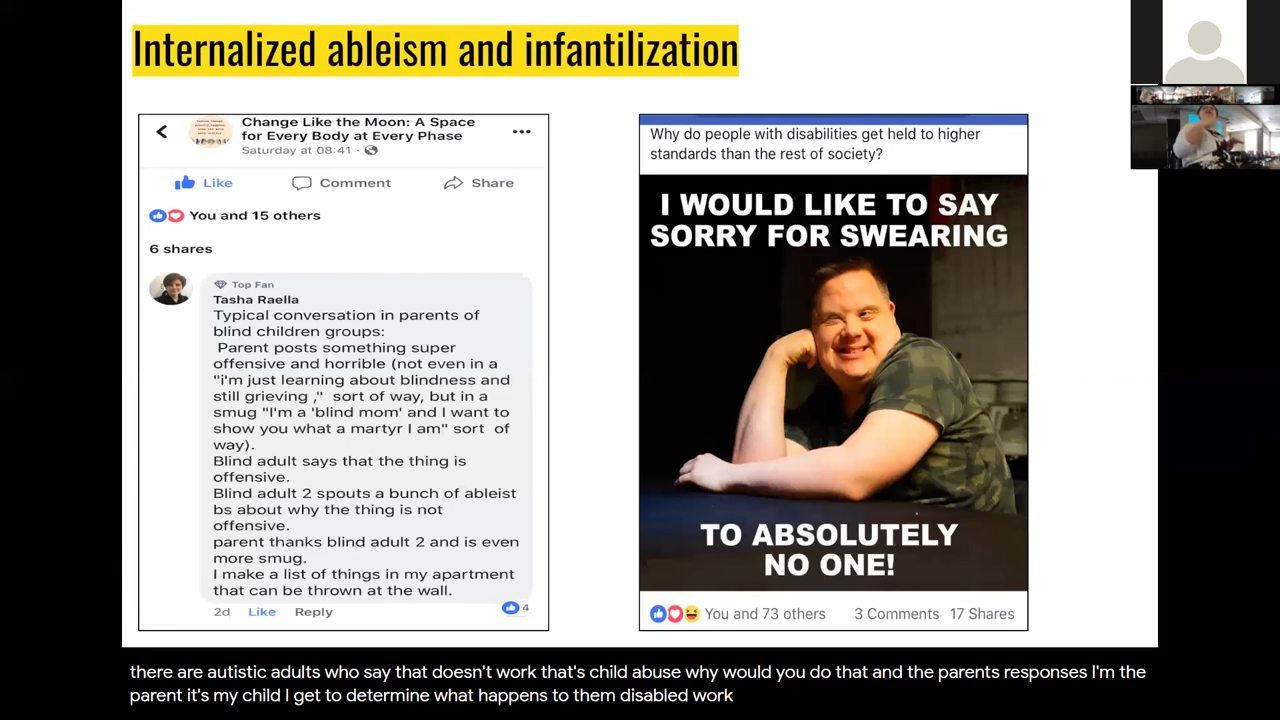 Internalized ableism and infantilization
Change Like the Moon: A Space
for Every Body at Every Phase
Saturday at 08:41 ·
Like
Comment
Share
You and 15 others
6 shares
Top Fan
Tasha Raella
Typical conversation in parents of
blind children groups:
Parent posts something super
offensive and horrible (not even in a
"i'm just learning about blindness and
still grieving ," sort of way, but in a
smug "I'm a 'blind mom' and I want to
show you what a martyr I am" sort of
way).
Blind adult says that the thing is
offensive.
Blind adult 2 spouts a bunch of ableist
bs about why the thing is not
offensive.
parent thanks blind adult 2 and is even
more smug.
I make a list of things in my apartment
that can be thrown at the wall.
2d Like Reply
4
Why do people with disabilities get held to higher
standards than the rest of society?
I WOULD LIKE TO SAY
SORRY FOR SWEARING
TO ABSOLUTELY
NO ONE!
You and 73 others 3 Comments 17 Shares
there are autistic adults who say that doesn't work that's child abuse why would you do that and the parents responses I'm the
parent it's my child I get to determine what happens to them disabled work